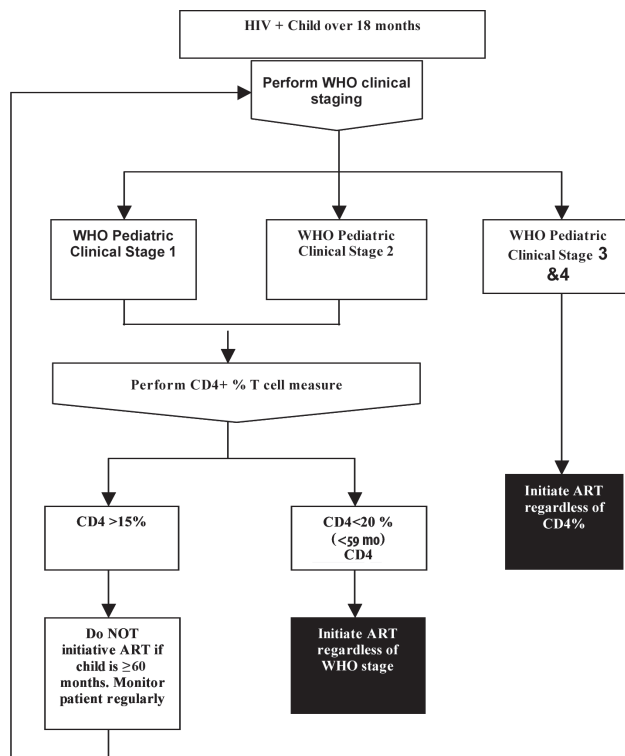 HIV + Child over 18 months
Perform WHO clinical
staging
WHO Pediatric
Clinical Stage 1
WHO Pediatric
Clinical Stage 2
WHO Pediatric
Clinical Stage 3
&4
Perform CD4+ % T cell measure
CD4 >15%
CD4<20 %
(<59 mo)
CD4
Initiate ART
regardless of
CD4%
Do NOT
initiative ART if
child is ≥60
months. Monitor
patient regularly
Initiate ART
regardless of
WHO stage